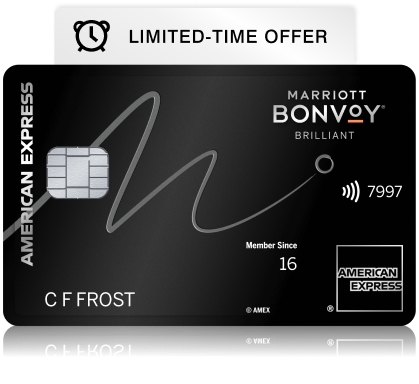 LIMITED-TIME OFFER
AMERICAN EXPRESS
MARRIOTT
BONVOY®
BRILLIANT
7997
Member Since
16
AMERICAN
EXPRESS
®
C F FROST
© AMEX